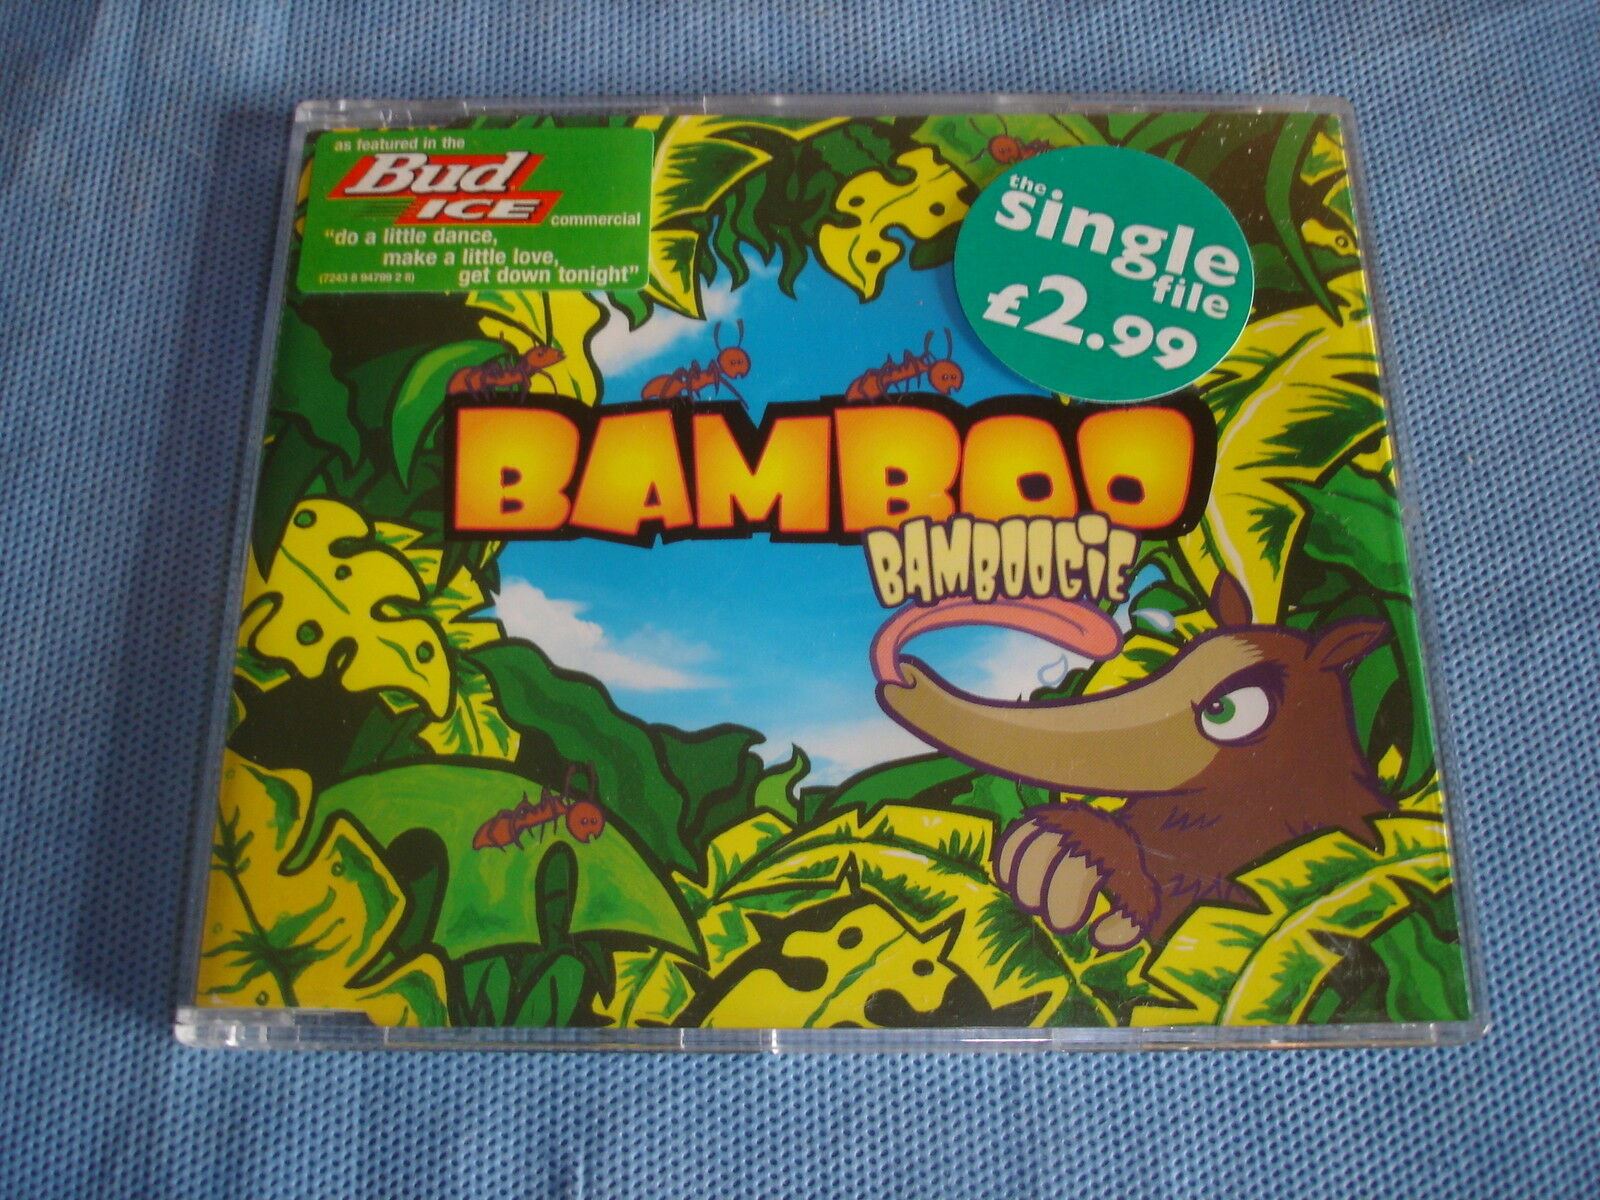 as featured in the
Bud
ICE
commercial
"do a little dance,
make a little love,
get down tonight"
(7243 8 94799 2 8)
the
single
file
£2.99
BAMBOO
BAMBOOGiE